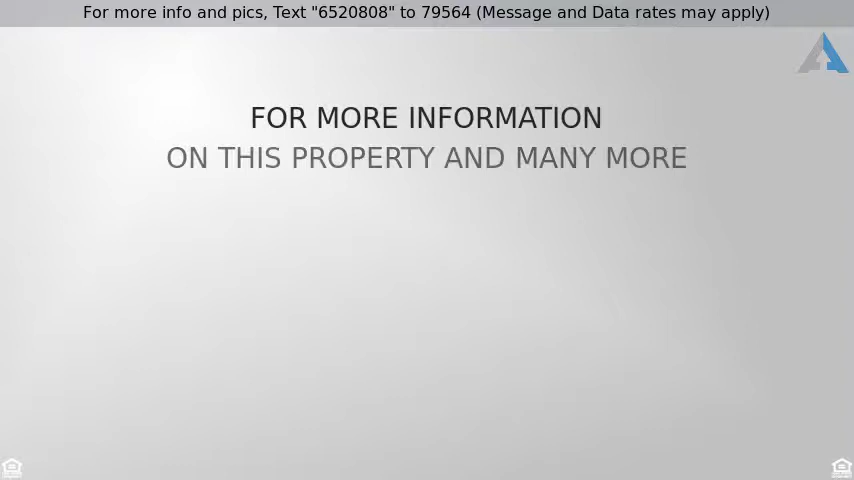 For more info and pics, Text "6520808" to 79564 (Message and Data rates may apply)
FOR MORE INFORMATION
ON THIS PROPERTY AND MANY MORE